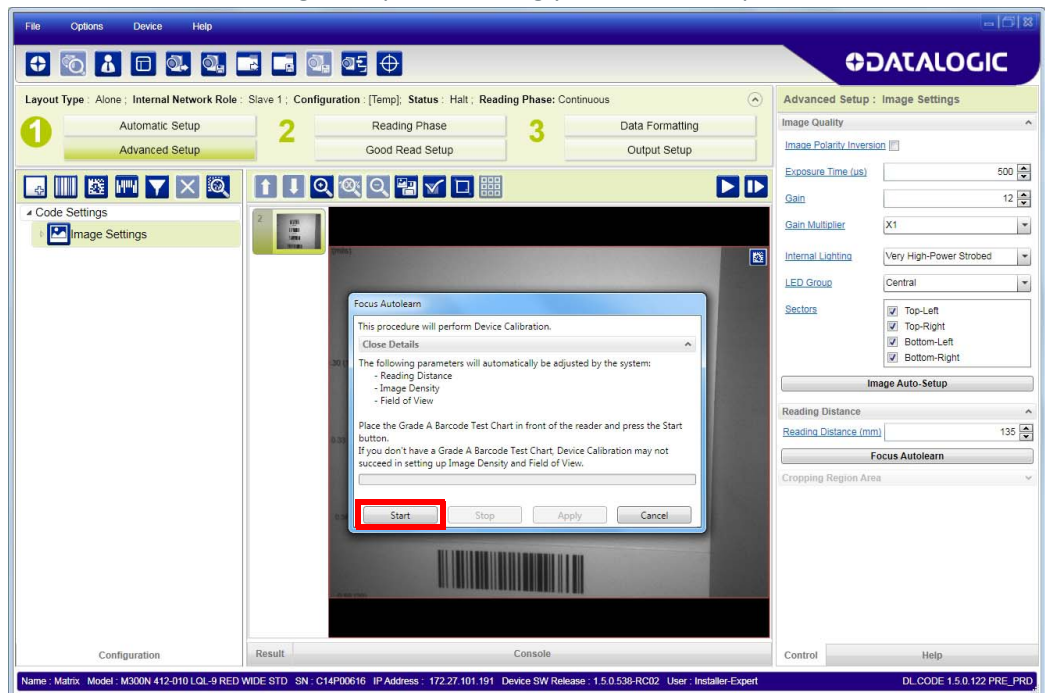 File Options Device Help
DATALOGIC
Layout Type : Alone ; Internal Network Role : Slave 1 ; Configuration : [Temp]; Status : Halt ; Reading Phase: Continuous
1 Automatic Setup 2 Reading Phase 3 Data Formatting
Advanced Setup Good Read Setup Output Setup
Code Settings
Image Settings
2
Focus Autolearn
This procedure will perform Device Calibration.
Close Details
The following parameters will automatically be adjusted by the system:
- Reading Distance
- Image Density
- Field of View
Place the Grade A Barcode Test Chart in front of the reader and press the Start
button.
If you don't have a Grade A Barcode Test Chart, Device Calibration may not
succeed in setting up Image Density and Field of View.
Start Stop Apply Cancel
Advanced Setup : Image Settings
Image Quality
Image Polarity Inversion
Exposure Time (us) 500
Gain 12
Gain Multiplier X1
Internal Lighting Very High-Power Strobed
LED Group Central
Sectors Top-Left
Top-Right
Bottom-Left
Bottom-Right
Image Auto-Setup
Reading Distance
Reading Distance (mm) 135
Focus Autolearn
Cropping Region Area
Configuration Result Console Control Help
Name : Matrix Model : M300N 412-010 LQL-9 RED WIDE STD SN : C14P00616 IP Address : 172.27.101.191 Device SW Release : 1.5.0.538-RC02 User : Installer-Expert DL.CODE 1.5.0.122 PRE_PRD